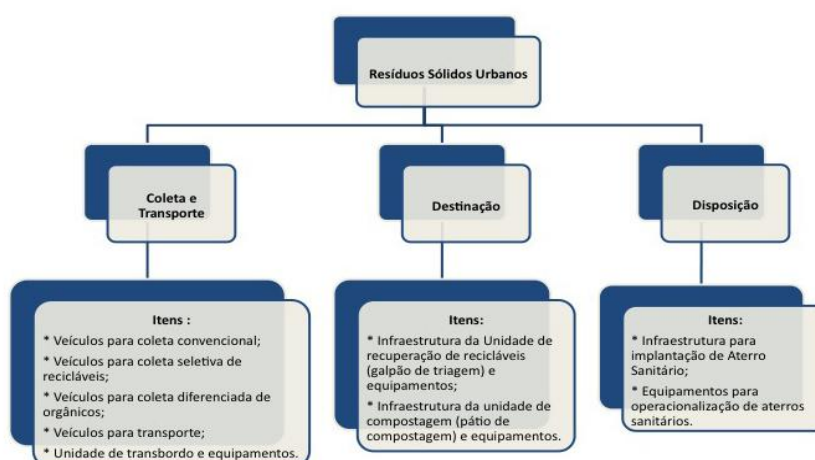 Resíduos Sólidos Urbanos
Coleta e
Transporte
Destinação
Disposição
Itens :
* Veículos para coleta convencional;
* Veículos para coleta seletiva de
recicláveis;
* Veículos para coleta diferenciada de
orgânicos;
* Veículos para transporte;
* Unidade de transbordo e equipamentos.
Itens:
* Infraestrutura da Unidade de
recuperação de recicláveis
(galpão de triagem) e
equipamentos;
* Infraestrutura da unidade de
compostagem (pátio de
compostagem) e equipamentos.
Itens:
* Infraestrutura para
implantação de Aterro
Sanitário;
* Equipamentos para
operacionalização de aterros
sanitários.